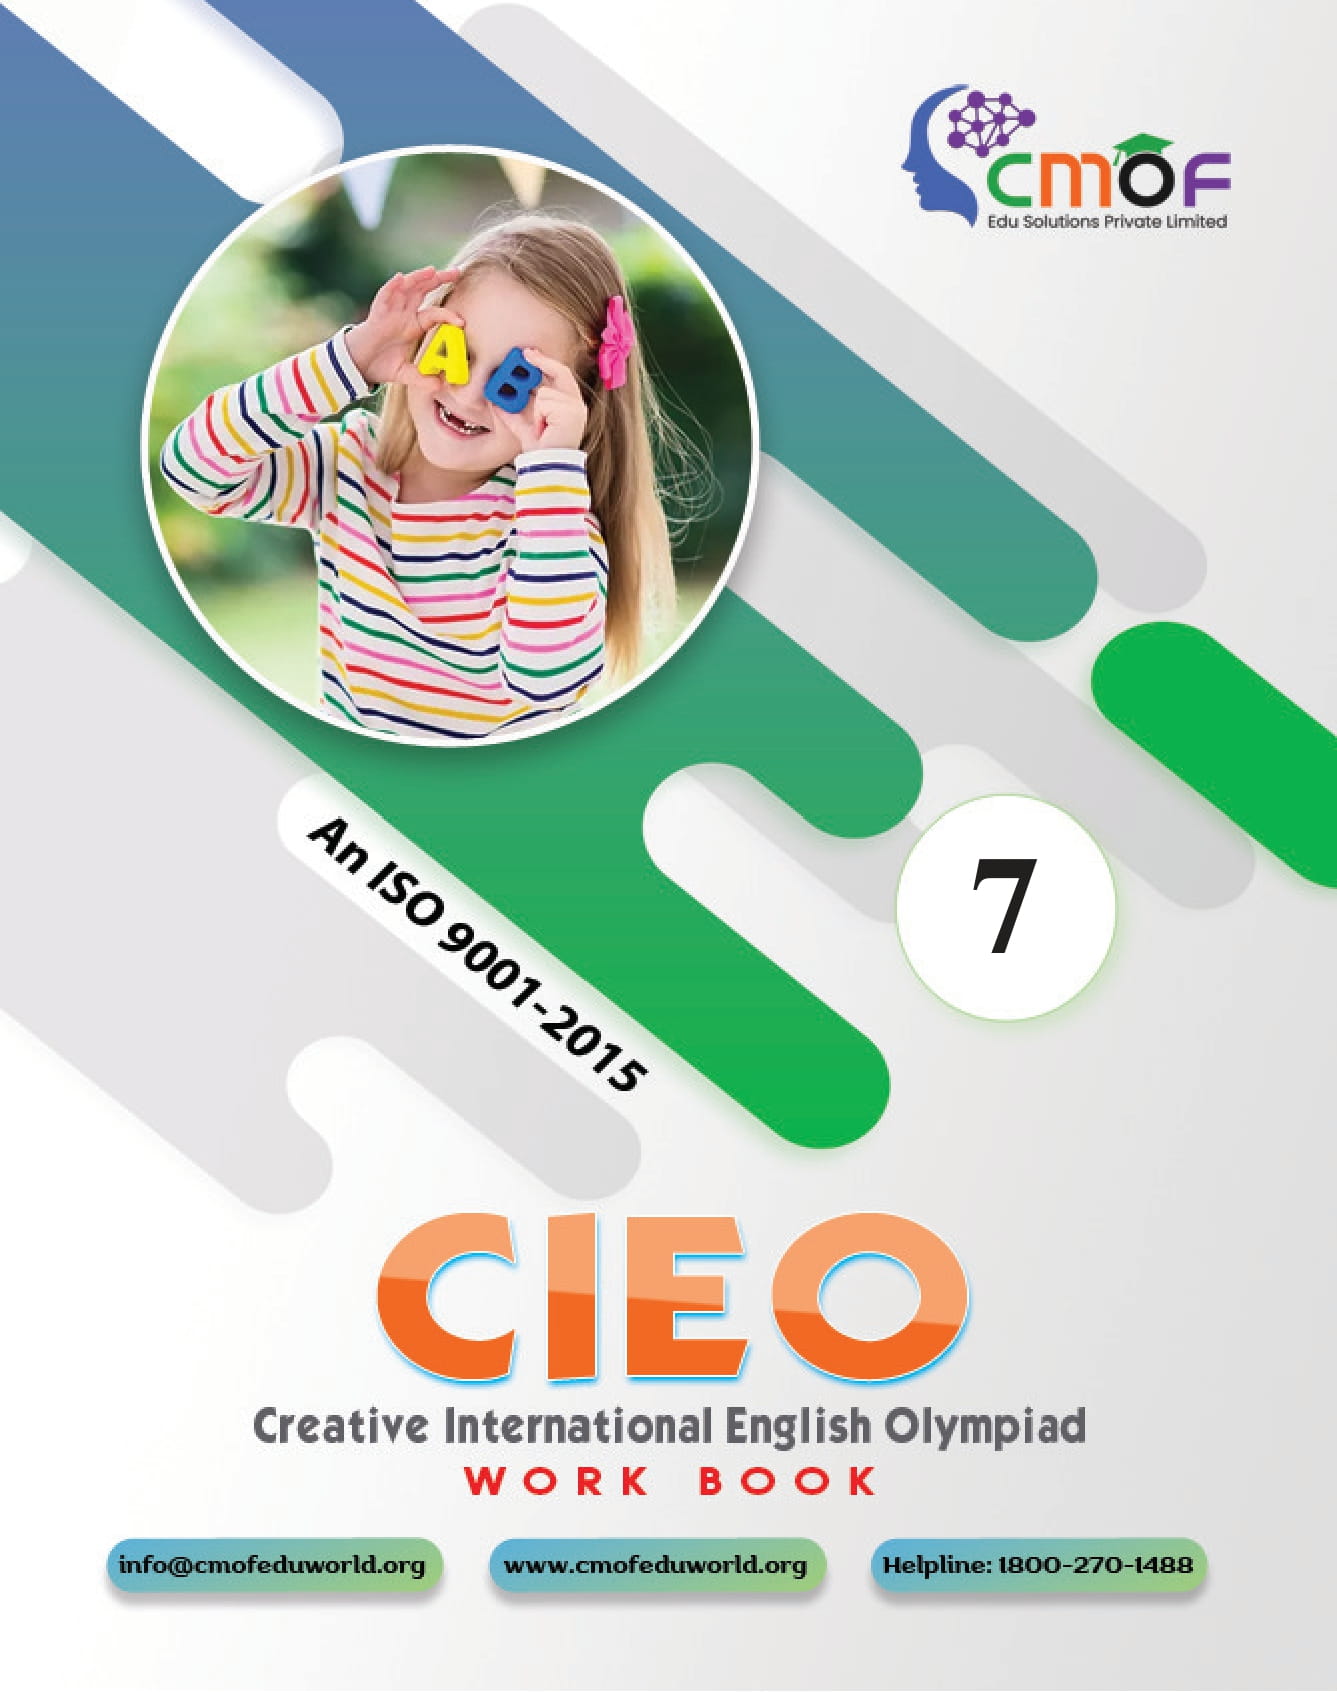 CMOF
Edu Solutions Private Limited
A B
7
An ISO 9001-2015
CIEO
Creative International English Olympiad
WORK BOOK
info@cmofeduworld.org
www.cmofeduworld.org
Helpline: 1800-270-1488